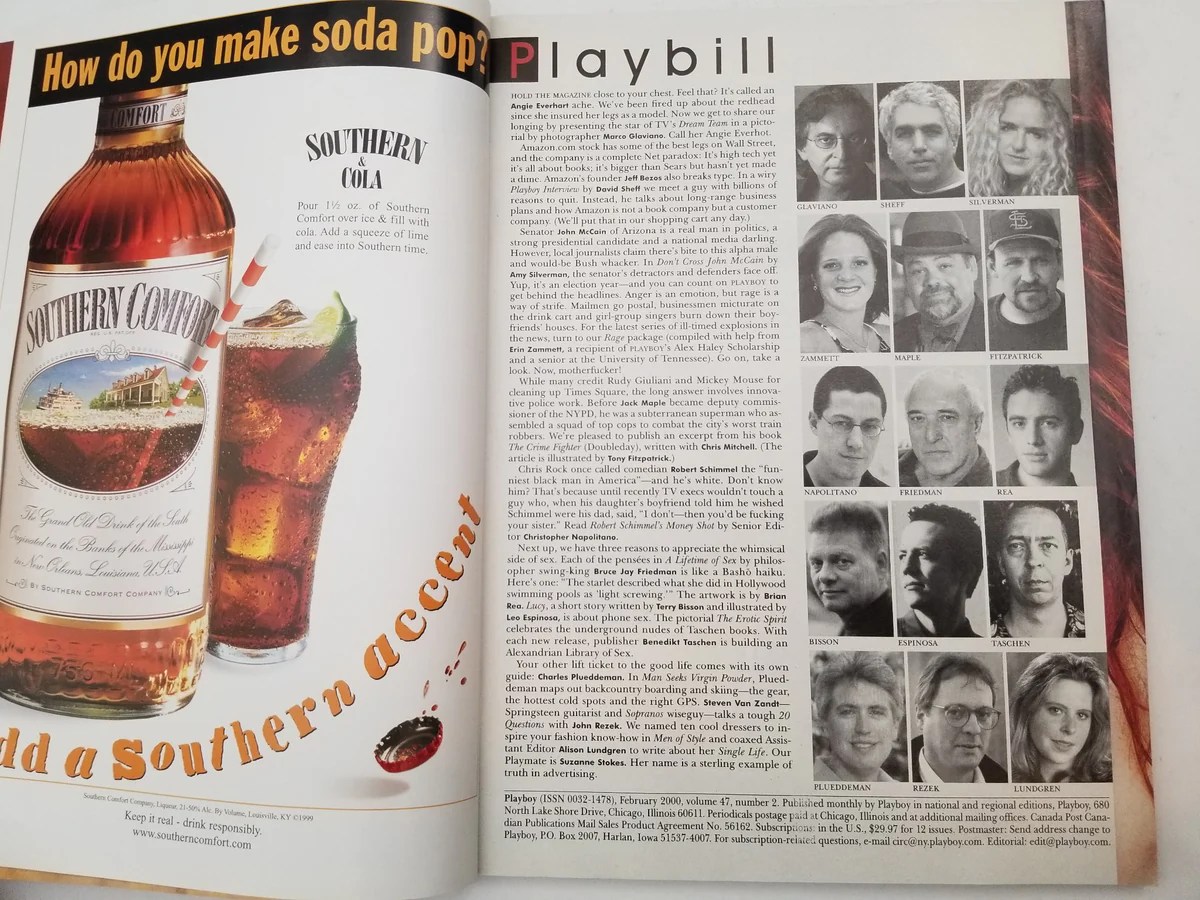 How do you make soda pop?
COMFORT
SOUTHERN
&
COLA
Pour 1½ oz. of Southern
Comfort over ice & fill with
cola. Add a squeeze of lime
and ease into Southern time.
SOUTHERN COMFORT
The Grand Old Drink of the South
Originated on the Banks of the Mississippi
in New Orleans, Louisiana, U.S.A.
BY SOUTHERN COMFORT COMPANY
dd a Southern accent
Southern Comfort Company, Liqueur, 21-50% Alc. By Volume, Louisville, KY ©1999
Keep it real - drink responsibly.
www.southerncomfort.com
Playbill
HOLD THE MAGAZINE close to your chest. Feel that? It's called an
Angie Everhart ache. We've been fired up about the redhead
since she insured her legs as a model. Now we get to share our
longing by presenting the star of TV's Dream Team in a picto-
rial by photographer Marco Glaviano. Call her Angie Everhot.
Amazon.com stock has some of the best legs on Wall Street,
and the company is a complete Net paradox: It's high tech yet
it's all about books; it's bigger than Sears but hasn't yet made
a dime. Amazon's founder Jeff Bezos also breaks type. In a wiry
Playboy Interview by David Sheff we meet a guy with billions of
reasons to quit. Instead, he talks about long-range business
plans and how Amazon is not a book company but a customer
company. (We'll put that in our shopping cart any day.)
Senator John McCain of Arizona is a real man in politics, a
strong presidential candidate and a national media darling.
However, local journalists claim there's bite to this alpha male
and would-be Bush whacker. In Don't Cross John McCain by
Amy Silverman, the senator's detractors and defenders face off.
Yup, it's an election year—and you can count on PLAYBOY to
get behind the headlines. Anger is an emotion, but rage is a
way of strife. Mailmen go postal, businessmen micturate on
the drink cart and girl-group singers burn down their boy-
friends' houses. For the latest series of ill-timed explosions in
the news, turn to our Rage package (compiled with help from
Erin Zammett, a recipient of PLAYBOY's Alex Haley Scholarship
and a senior at the University of Tennessee). Go on, take a
look. Now, motherfucker!
While many credit Rudy Giuliani and Mickey Mouse for
cleaning up Times Square, the long answer involves innova-
tive police work. Before Jack Maple became deputy commis-
sioner of the NYPD, he was a subterranean superman who as-
sembled a squad of top cops to combat the city's worst train
robbers. We're pleased to publish an excerpt from his book
The Crime Fighter (Doubleday), written with Chris Mitchell. (The
article is illustrated by Tony Fitzpatrick.)
Chris Rock once called comedian Robert Schimmel the "fun-
niest black man in America"—and he's white. Don't know
him? That's because until recently TV execs wouldn't touch a
guy who, when his daughter's boyfriend told him he wished
Schimmel were his dad, said, "I don't—then you'd be fucking
your sister." Read Robert Schimmel's Money Shot by Senior Edi-
tor Christopher Napolitano.
Next up, we have three reasons to appreciate the whimsical
side of sex. Each of the pensées in A Lifetime of Sex by philos-
opher swing-king Bruce Jay Friedman is like a Bashō haiku.
Here's one: "The starlet described what she did in Hollywood
swimming pools as 'light screwing.'" The artwork is by Brian
Rea. Lucy, a short story written by Terry Bisson and illustrated by
Leo Espinosa, is about phone sex. The pictorial The Erotic Spirit
celebrates the underground nudes of Taschen books. With
each new release, publisher Benedikt Taschen is building an
Alexandrian Library of Sex.
Your other lift ticket to the good life comes with its own
guide: Charles Plueddeman. In Man Seeks Virgin Powder, Plued-
deman maps out backcountry boarding and skiing—the gear,
the hottest cold spots and the right GPS. Steven Van Zandt—
Springsteen guitarist and Sopranos wiseguy—talks a tough 20
Questions with John Rezek. We named ten cool dressers to in-
spire your fashion know-how in Men of Style and coaxed Assis-
tant Editor Alison Lundgren to write about her Single Life. Our
Playmate is Suzanne Stokes. Her name is a sterling example of
truth in advertising.
GLAVIANO SHEFF SILVERMAN
ZAMMETT MAPLE FITZPATRICK
NAPOLITANO FRIEDMAN REA
BISSON ESPINOSA TASCHEN
PLUEDDEMAN REZEK LUNDGREN
Playboy (ISSN 0032-1478), February 2000, volume 47, number 2. Published monthly by Playboy in national and regional editions, Playboy, 680
North Lake Shore Drive, Chicago, Illinois 60611. Periodicals postage paid at Chicago, Illinois and at additional mailing offices. Canada Post Cana-
dian Publications Mail Sales Product Agreement No. 56162. Subscriptions: in the U.S., $29.97 for 12 issues. Postmaster: Send address change to
Playboy, P.O. Box 2007, Harlan, Iowa 51537-4007. For subscription-related questions, e-mail circ@ny.playboy.com. Editorial: edit@playboy.com.